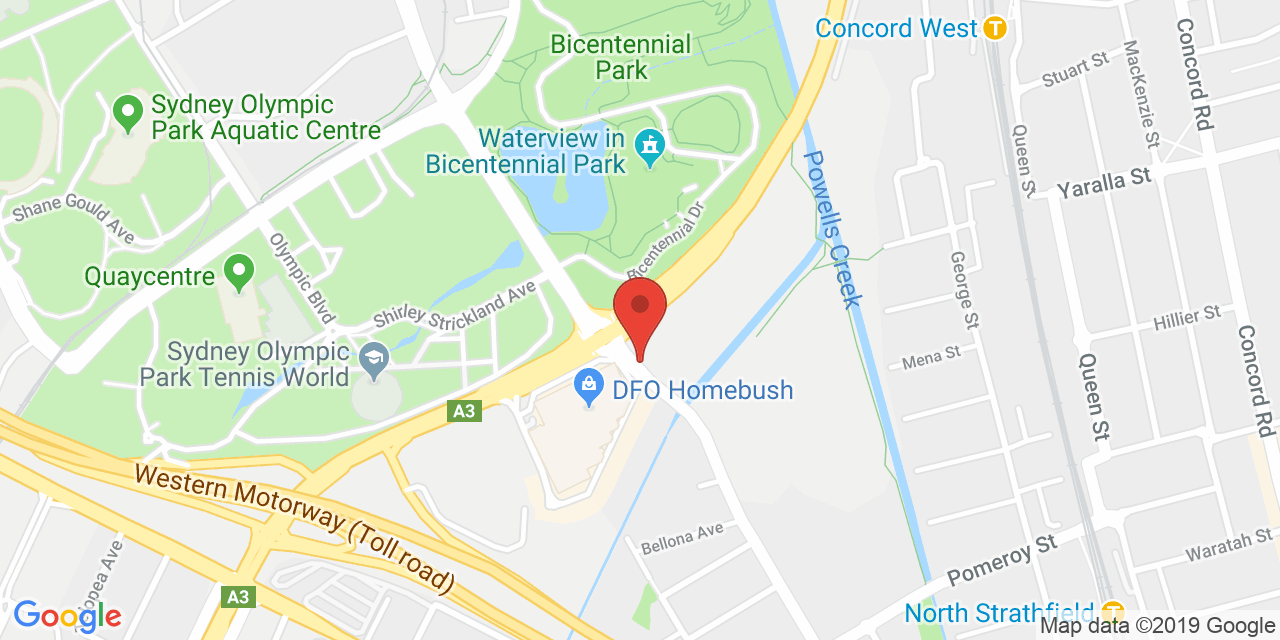 Concord West
Bicentennial
Park
Stuart St
MacKenzie St
Concord Rd
Sydney Olympic
Park Aquatic Centre
Waterview in
Bicentennial Park
Queen St
Yaralla St
Powells Creek
Shane Gould Ave
Bicentennial Dr
Olympic Blvd
Quaycentre
George St
Shirley Strickland Ave
Hillier St
Mena St
Concord Rd
Sydney Olympic
Park Tennis World
DFO Homebush
Queen St
A3
Western Motorway (Toll road)
Bellona Ave
Pomeroy St
Waratah St
A3
North Strathfield
Google
Map data ©2019 Google